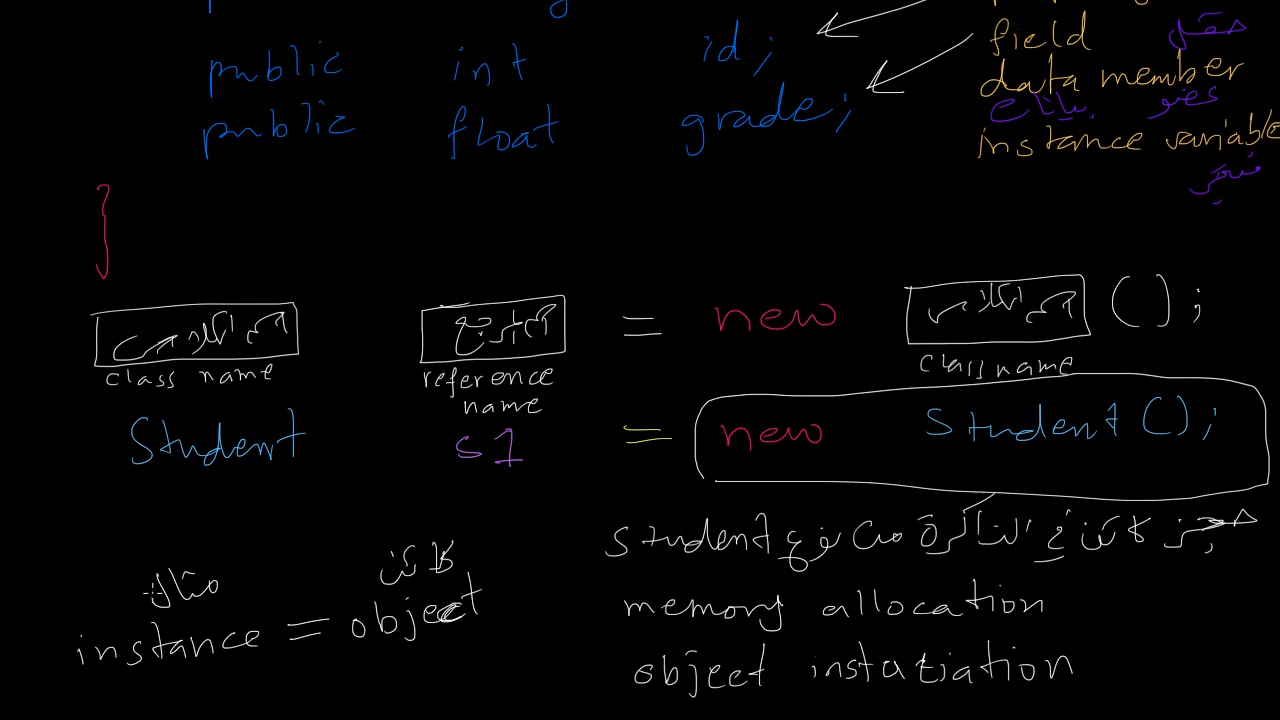 public int id;
field حقل
data member
public float grade;
عضو بيانات
instance variable
متغير
}
اسم الكلاس اسم المرجع = new اسم الكلاس ();
class name reference name class name
Student s1 = new Student();
حجز كائن في الذاكرة من نوع student
memory allocation
object instatiation
مثال كائن
instance = object